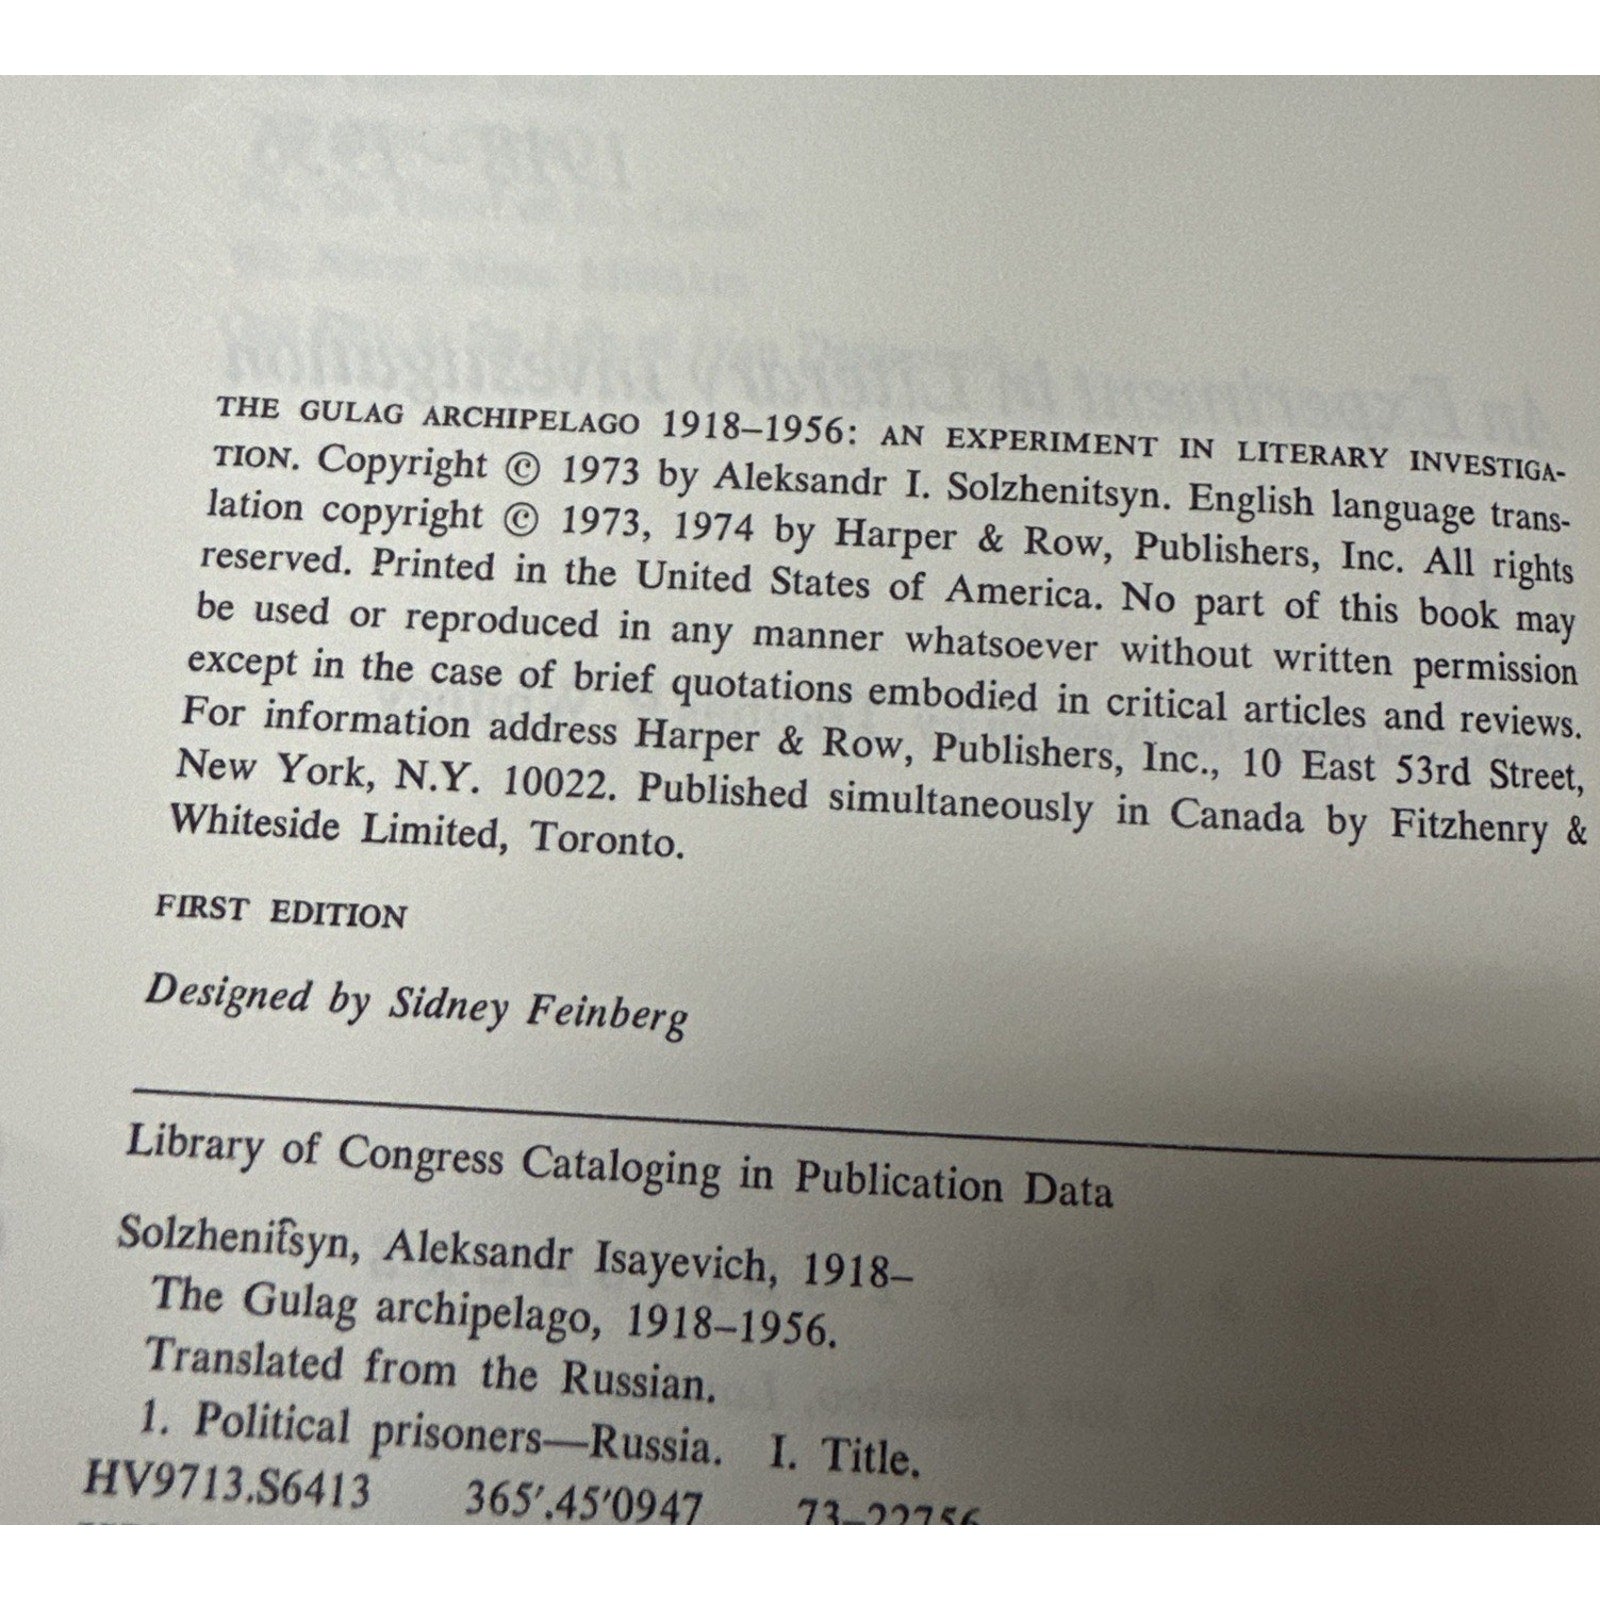 THE GULAG ARCHIPELAGO 1918–1956: AN EXPERIMENT IN LITERARY INVESTIGA-
TION. Copyright © 1973 by Aleksandr I. Solzhenitsyn. English language trans-
lation copyright © 1973, 1974 by Harper & Row, Publishers, Inc. All rights
reserved. Printed in the United States of America. No part of this book may
be used or reproduced in any manner whatsoever without written permission
except in the case of brief quotations embodied in critical articles and reviews.
For information address Harper & Row, Publishers, Inc., 10 East 53rd Street,
New York, N.Y. 10022. Published simultaneously in Canada by Fitzhenry &
Whiteside Limited, Toronto.
FIRST EDITION
Designed by Sidney Feinberg
Library of Congress Cataloging in Publication Data
Solzhenit͡syn, Aleksandr Isayevich, 1918–
The Gulag archipelago, 1918–1956.
Translated from the Russian.
1. Political prisoners—Russia. I. Title.
HV9713.S6413 365′.45′0947 73–22756